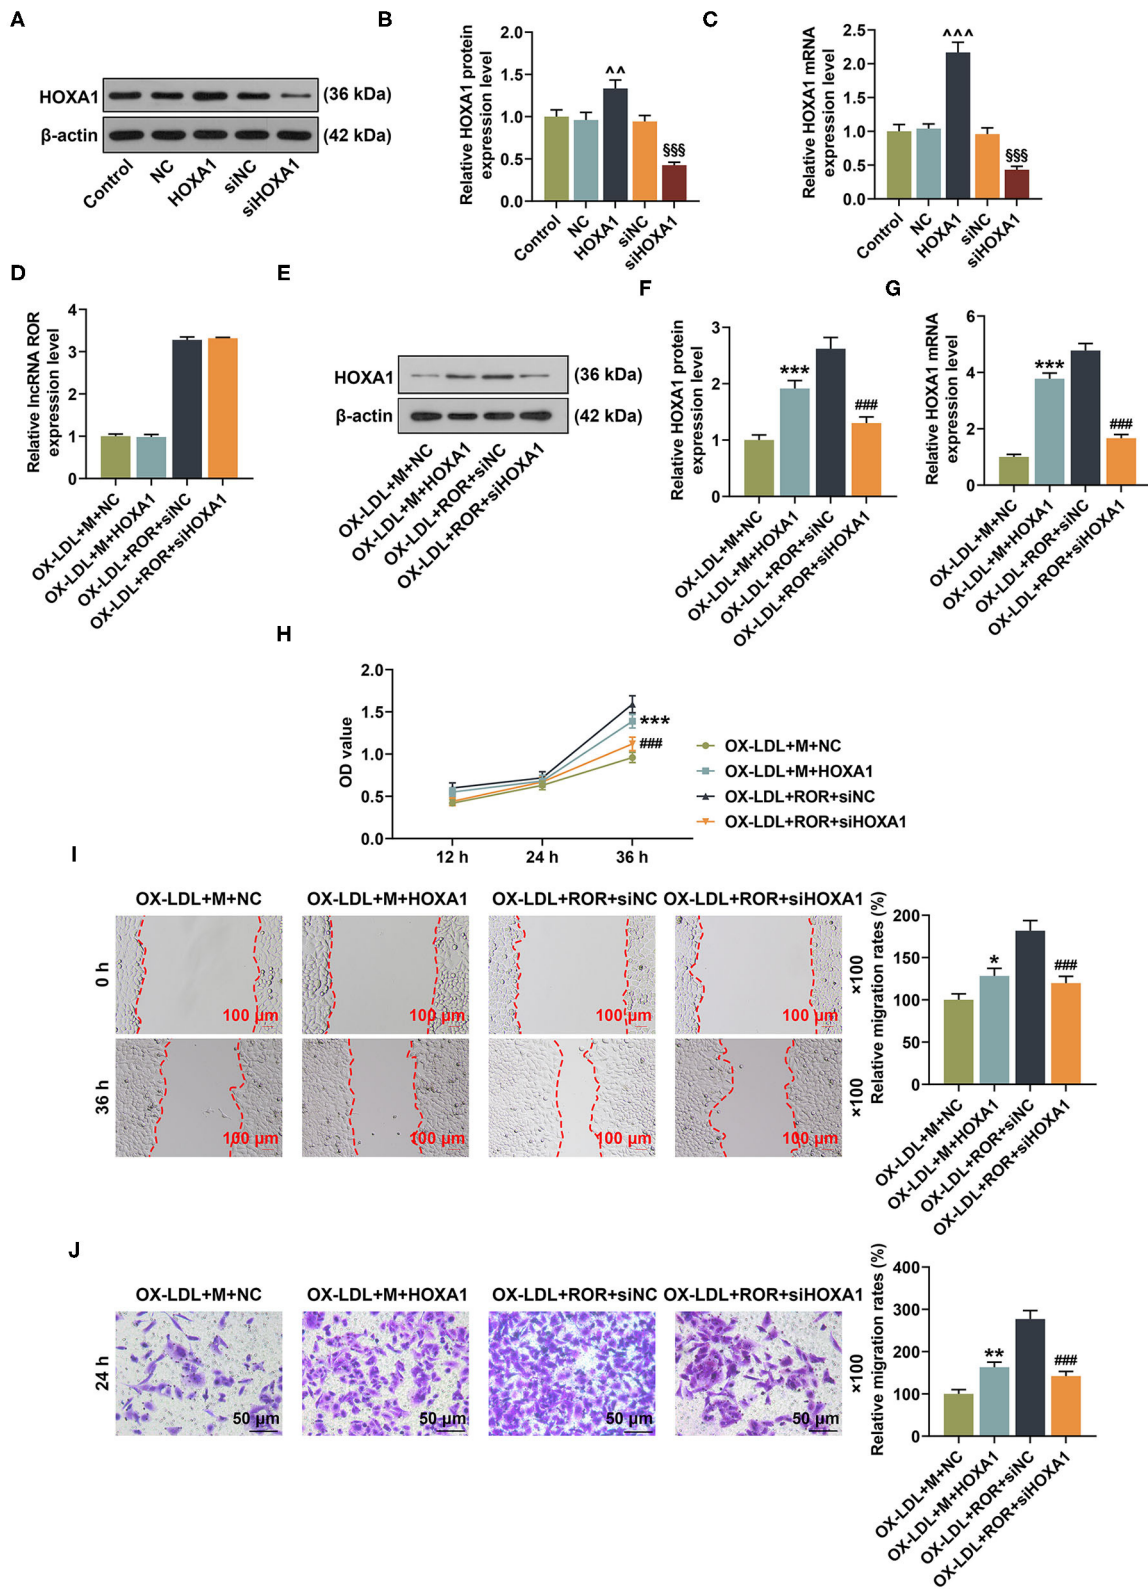 A
HOXA1
(36 kDa)
β-actin
(42 kDa)
Control
NC
HOXA1
siNC
siHOXA1
B
Relative HOXA1 protein
expression level
2.0
1.5
1.0
0.5
0.0
^^
§§§
Control
NC
HOXA1
siNC
siHOXA1
C
Relative HOXA1 mRNA
expression level
2.5
2.0
1.5
1.0
0.5
0.0
^^^
§§§
Control
NC
HOXA1
siNC
siHOXA1
D
Relative lncRNA ROR
expression level
4
3
2
1
0
OX-LDL+M+NC
OX-LDL+M+HOXA1
OX-LDL+ROR+siNC
OX-LDL+ROR+siHOXA1
E
HOXA1
(36 kDa)
β-actin
(42 kDa)
OX-LDL+M+NC
OX-LDL+M+HOXA1
OX-LDL+ROR+siNC
OX-LDL+ROR+siHOXA1
F
Relative HOXA1 protein
expression level
3
2
1
0
***
###
OX-LDL+M+NC
OX-LDL+M+HOXA1
OX-LDL+ROR+siNC
OX-LDL+ROR+siHOXA1
G
Relative HOXA1 mRNA
expression level
6
4
2
0
***
###
OX-LDL+M+NC
OX-LDL+M+HOXA1
OX-LDL+ROR+siNC
OX-LDL+ROR+siHOXA1
H
OD value
2.0
1.5
1.0
0.5
0.0
12 h
24 h
36 h
***
###
OX-LDL+M+NC
OX-LDL+M+HOXA1
OX-LDL+ROR+siNC
OX-LDL+ROR+siHOXA1
I
OX-LDL+M+NC
OX-LDL+M+HOXA1
OX-LDL+ROR+siNC
OX-LDL+ROR+siHOXA1
0 h
100 μm
100 μm
100 μm
100 μm
×100
36 h
100 μm
100 μm
100 μm
100 μm
×100
Relative migration rates (%)
200
150
100
50
0
*
###
OX-LDL+M+NC
OX-LDL+M+HOXA1
OX-LDL+ROR+siNC
OX-LDL+ROR+siHOXA1
J
OX-LDL+M+NC
OX-LDL+M+HOXA1
OX-LDL+ROR+siNC
OX-LDL+ROR+siHOXA1
24 h
50 μm
50 μm
50 μm
50 μm
×100
Relative migration rates (%)
400
300
200
100
0
**
###
OX-LDL+M+NC
OX-LDL+M+HOXA1
OX-LDL+ROR+siNC
OX-LDL+ROR+siHOXA1